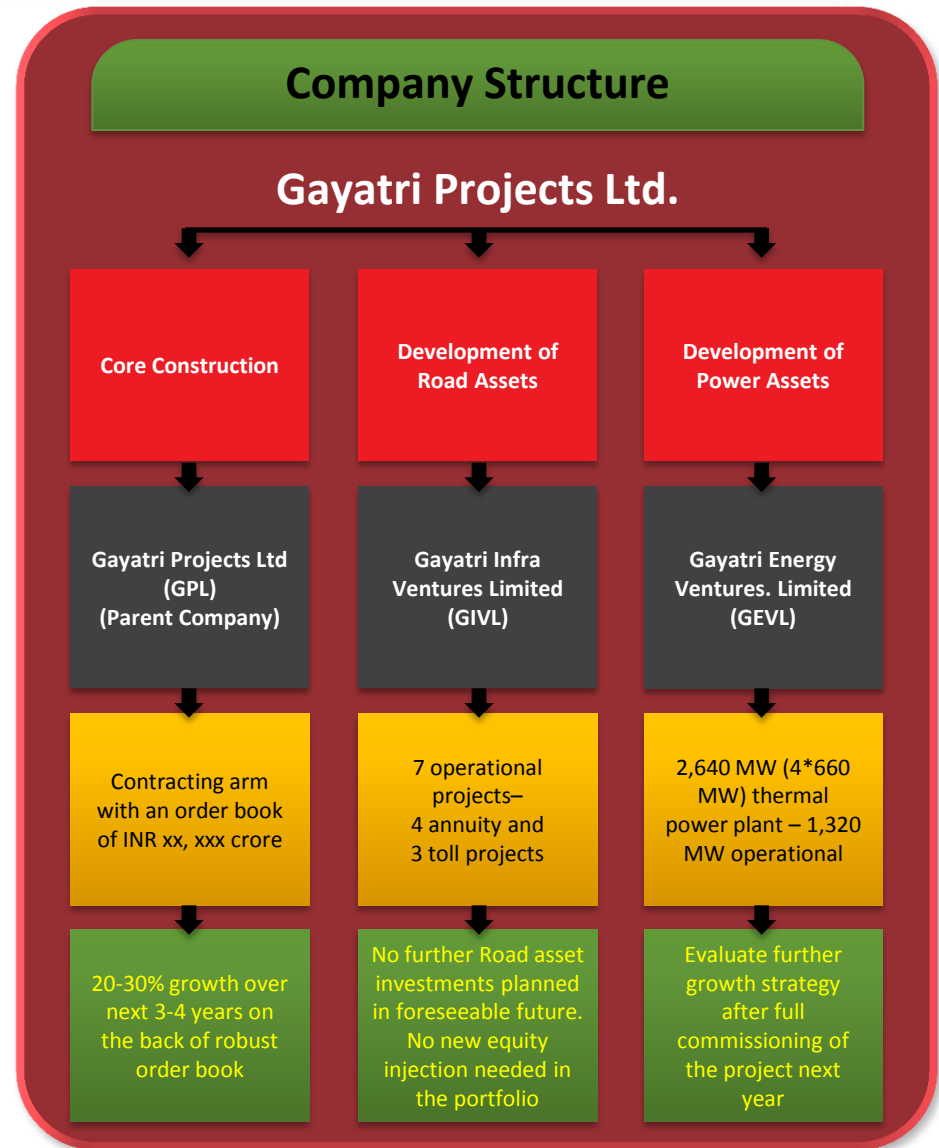 Company Structure
Gayatri Projects Ltd.
Core Construction
Development of
Road Assets
Development of
Power Assets
Gayatri Projects Ltd
(GPL)
(Parent Company)
Gayatri Infra
Ventures Limited
(GIVL)
Gayatri Energy
Ventures. Limited
(GEVL)
Contracting arm
with an order book
of INR xx, xxx crore
7 operational
projects–
4 annuity and
3 toll projects
2,640 MW (4*660
MW) thermal
power plant – 1,320
MW operational
20-30% growth over
next 3-4 years on
the back of robust
order book
No further Road asset
investments planned
in foreseeable future.
No new equity
injection needed in
the portfolio
Evaluate further
growth strategy
after full
commissioning of
the project next
year